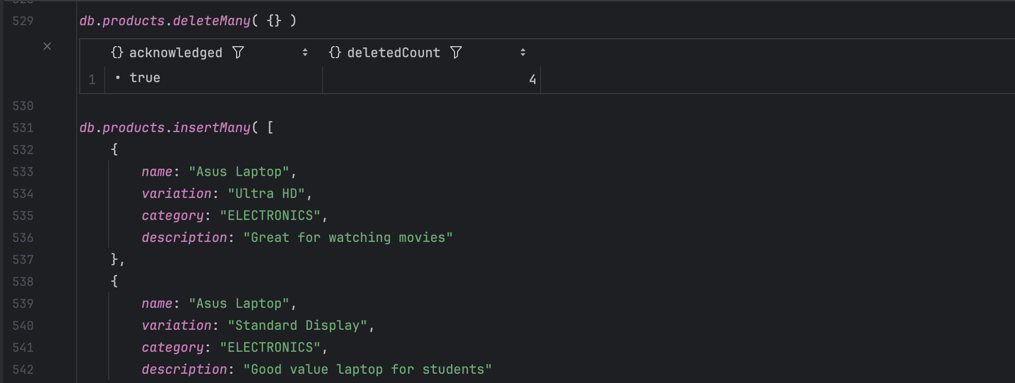 529 db.products.deleteMany( {} )
{} acknowledged {} deletedCount
1 • true 4
530
531 db.products.insertMany( [
532 {
533 name: "Asus Laptop",
534 variation: "Ultra HD",
535 category: "ELECTRONICS",
536 description: "Great for watching movies"
537 },
538 {
539 name: "Asus Laptop",
540 variation: "Standard Display",
541 category: "ELECTRONICS",
542 description: "Good value laptop for students"